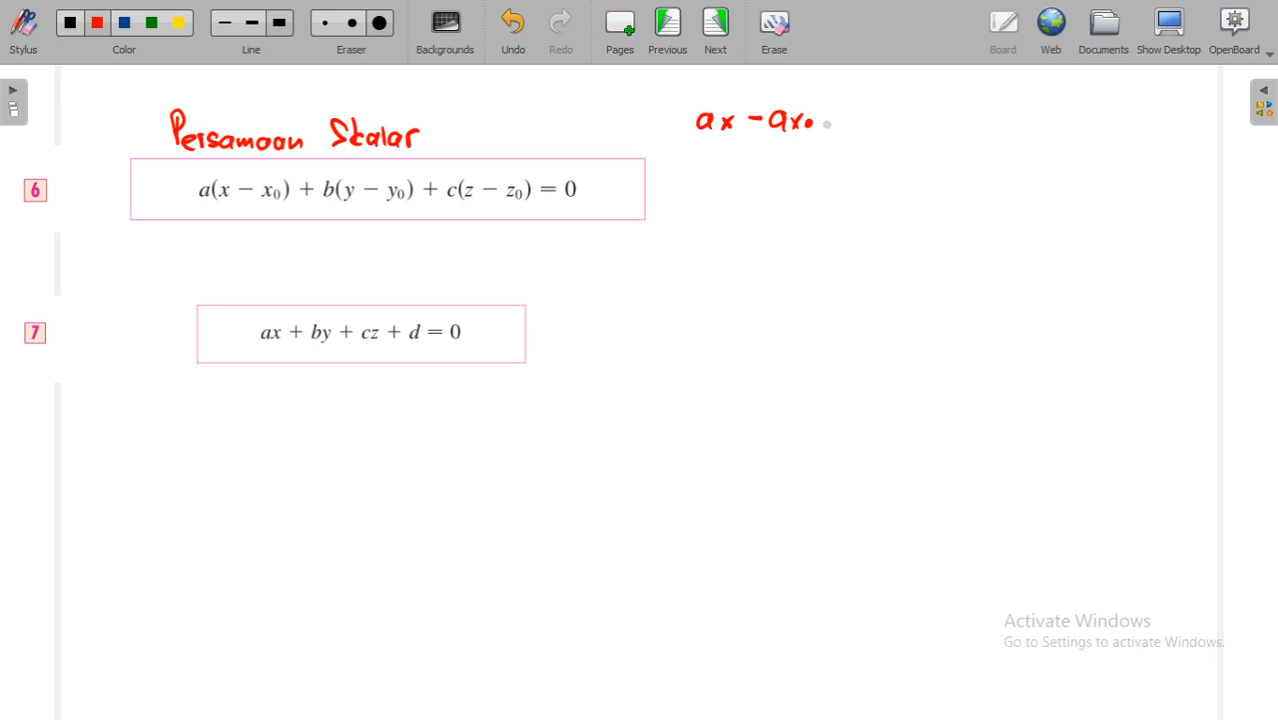 Stylus Color Line Eraser Backgrounds Undo Redo Pages Previous Next Erase Board Web Documents Show Desktop OpenBoard
Persamaan Skalar
ax - ax₀
6
a(x − x₀) + b(y − y₀) + c(z − z₀) = 0
7
ax + by + cz + d = 0
Activate Windows
Go to Settings to activate Windows.